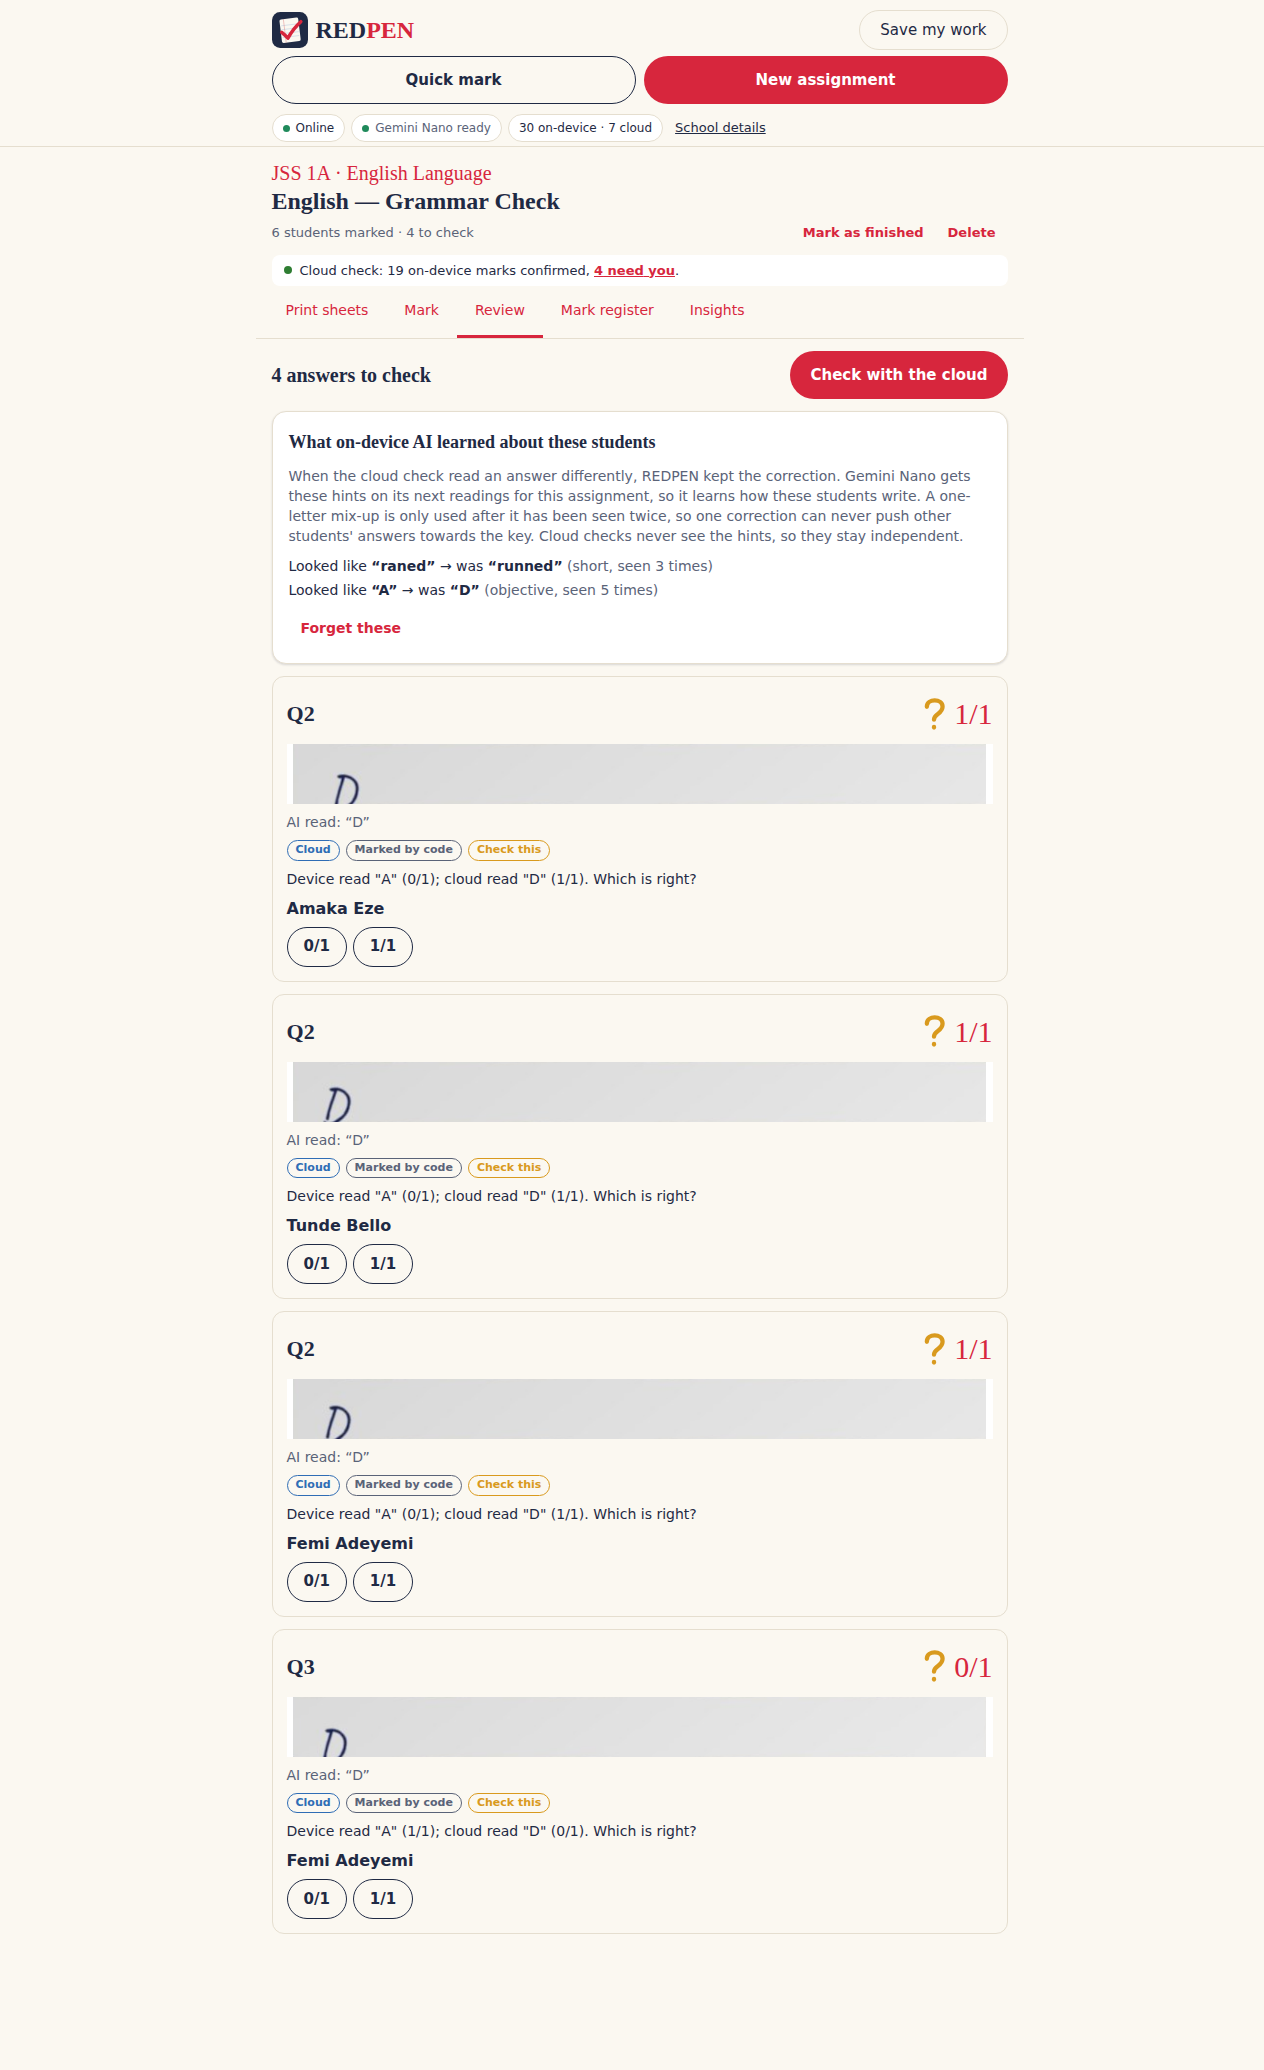 REDPEN
Save my work
Quick mark
New assignment
Online
Gemini Nano ready
30 on-device · 7 cloud
School details
JSS 1A · English Language
English — Grammar Check
6 students marked · 4 to check
Mark as finished
Delete
Cloud check: 19 on-device marks confirmed, 4 need you.
Print sheets
Mark
Review
Mark register
Insights
4 answers to check
Check with the cloud
What on-device AI learned about these students
When the cloud check read an answer differently, REDPEN kept the correction. Gemini Nano gets
these hints on its next readings for this assignment, so it learns how these students write. A one-
letter mix-up is only used after it has been seen twice, so one correction can never push other
students' answers towards the key. Cloud checks never see the hints, so they stay independent.
Looked like “raned” → was “runned” (short, seen 3 times)
Looked like “A” → was “D” (objective, seen 5 times)
Forget these
Q2
? 1/1
D
AI read: “D”
Cloud
Marked by code
Check this
Device read "A" (0/1); cloud read "D" (1/1). Which is right?
Amaka Eze
0/1
1/1
Q2
? 1/1
D
AI read: “D”
Cloud
Marked by code
Check this
Device read "A" (0/1); cloud read "D" (1/1). Which is right?
Tunde Bello
0/1
1/1
Q2
? 1/1
D
AI read: “D”
Cloud
Marked by code
Check this
Device read "A" (0/1); cloud read "D" (1/1). Which is right?
Femi Adeyemi
0/1
1/1
Q3
? 0/1
D
AI read: “D”
Cloud
Marked by code
Check this
Device read "A" (1/1); cloud read "D" (0/1). Which is right?
Femi Adeyemi
0/1
1/1